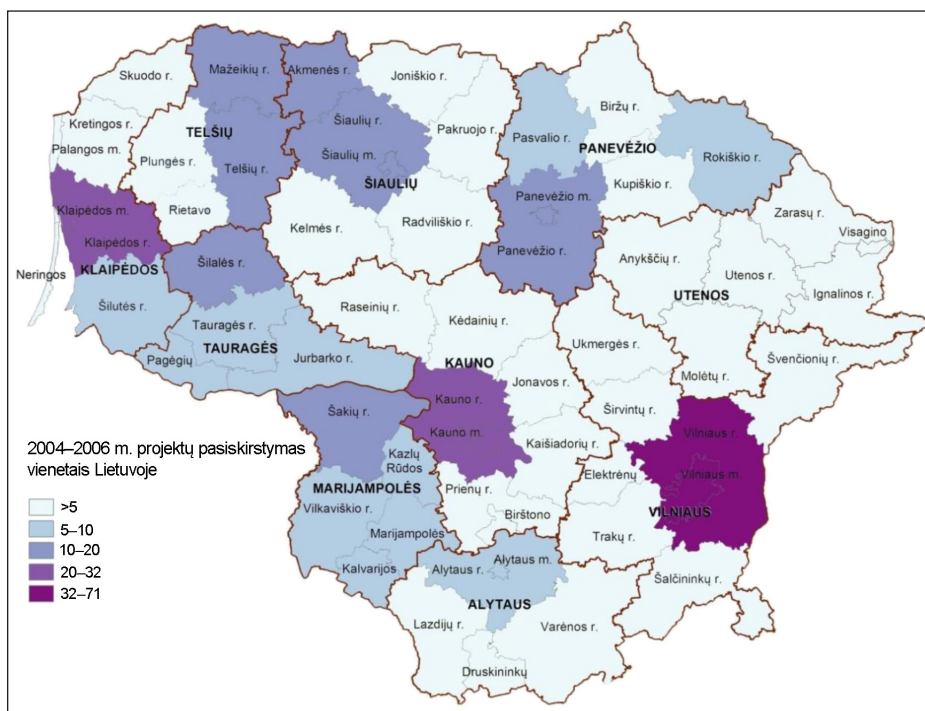 Skuodo r.
Mažeikių r.
Akmenės r.
Joniškio r.
Biržų r.
Kretingos r.
Šiaulių r.
Pakruojo r.
Pasvalio r.
TELŠIŲ
Palangos m.
Šiaulių m.
PANEVĖŽIO
Rokiškio r.
Plungės r.
Telšių r.
ŠIAULIŲ
Kupiškio r.
Panevėžio m.
Klaipėdos m.
Rietavo
Radviliškio r.
Zarasų r.
Kelmės r.
Visagino
Klaipėdos r.
Panevėžio r.
Anykščių r.
Neringos
KLAIPĖDOS
Šilalės r.
Utenos r.
UTENOS
Ignalinos r.
Šilutės r.
Raseinių r.
Kėdainių r.
Tauragės r.
Ukmergės r.
TAURAGĖS
Pagėgių
Jurbarko r.
KAUNO
Švenčionių r.
Molėtų r.
Jonavos r.
Kauno r.
Širvintų r.
Šakių r.
Kauno m.
Vilniaus r.
Kaišiadorių r.
2004–2006 m. projektų pasiskirstymas
vienetais Lietuvoje
Kazlų
Rūdos
Elektrėnų
Vilniaus m.
MARIJAMPOLĖS
Prienų r.
>5
Vilkaviškio r.
Birštono
VILNIAUS
5–10
Marijampolės
Trakų r.
10–20
Alytaus m.
Kalvarijos
Alytaus r.
20–32
Šalčininkų r.
32–71
ALYTAUS
Lazdijų r.
Varėnos r.
Druskininkų